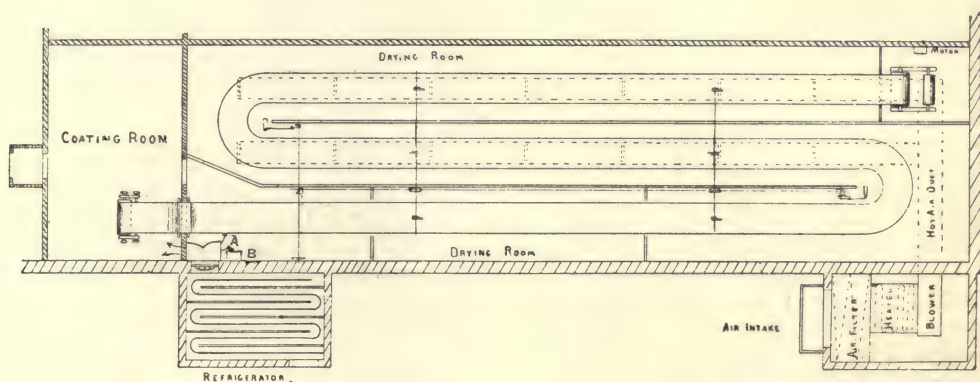 DRYING ROOM
MOTOR
COATING ROOM
HOT AIR DUCT
A
B
DRYING ROOM
AIR INTAKE
AIR FILTER
HEATER
BLOWER
REFRIGERATOR.